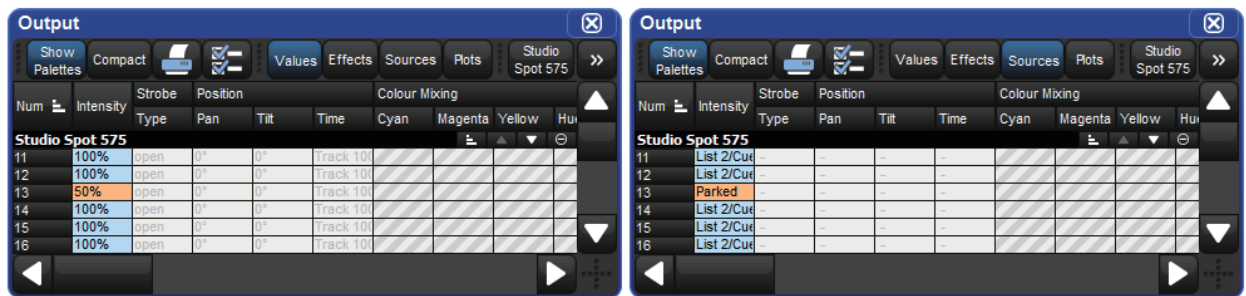 Output
Show Palettes Compact Values Effects Sources Plots Studio Spot 575 »
Num Intensity Strobe Position Colour Mixing
Type Pan Tilt Time Cyan Magenta Yellow Hu
Studio Spot 575
11 100% open 0° 0° Track 100
12 100%
13 50% open 0° 0° Track 100
14 100% open 0° 0° Track 100
15 100% open 0° 0° Track 100
16 100% open 0° 0° Track 100
Output
Show Palettes Compact Values Effects Sources Plots Studio Spot 575 »
Num Intensity Strobe Position Colour Mixing
Type Pan Tilt Time Cyan Magenta Yellow Hu
Studio Spot 575
11 List 2/Cue - - - -
12 List 2/Cue - - - -
13 Parked - - - -
14 List 2/Cue - - - -
15 List 2/Cue - - - -
16 List 2/Cue - - - -